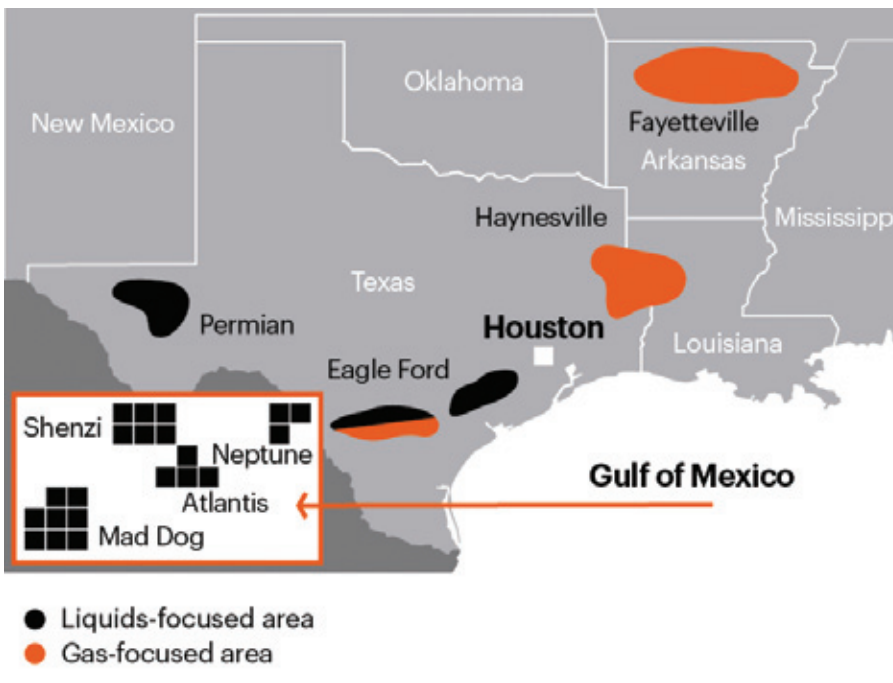 Oklahoma
New Mexico
Fayetteville
Arkansas
Haynesville
Mississipp
Texas
Permian
Houston
Louisiana
Eagle Ford
Shenzi
Neptune
Atlantis
Mad Dog
Gulf of Mexico
Liquids-focused area
Gas-focused area